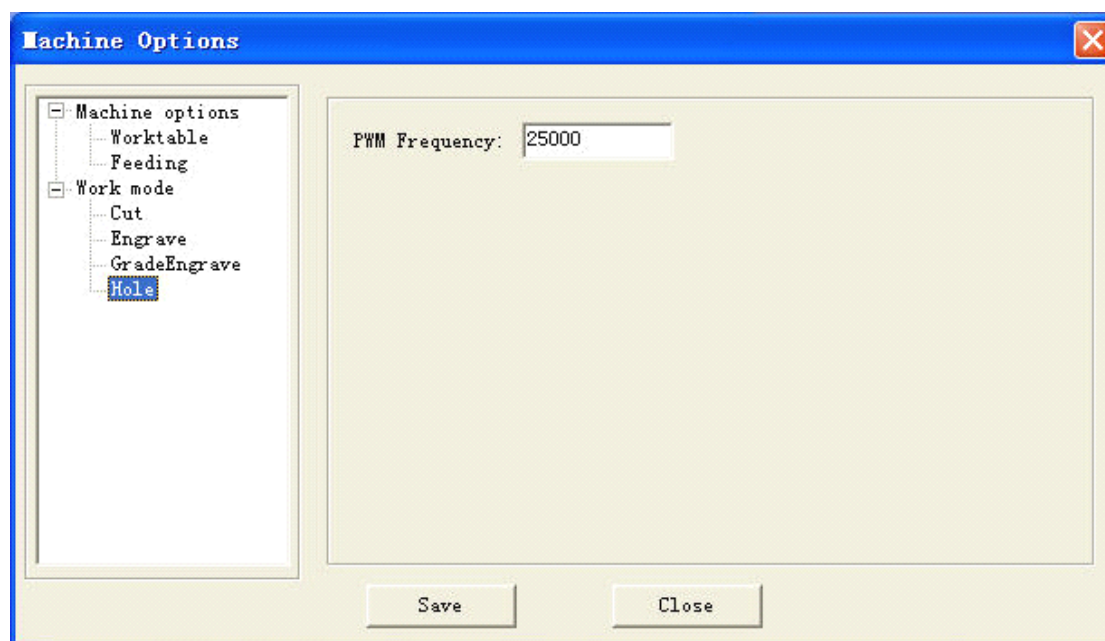 Machine Options
Machine options
Worktable
Feeding
Work mode
Cut
Engrave
GradeEngrave
Hole
PWM Frequency: 25000
Save
Close